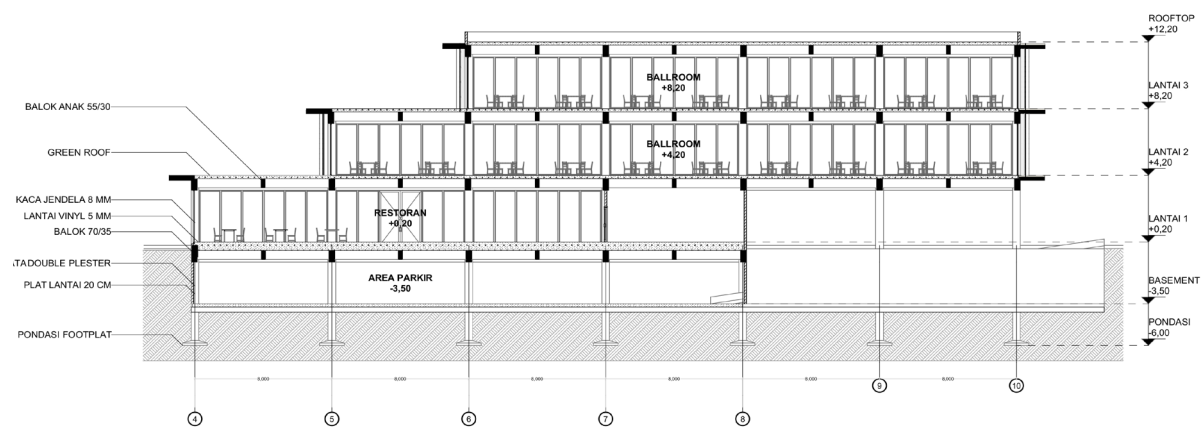 ROOFTOP
+12,20
BALLROOM
+8,20
LANTAI 3
+8,20
BALOK ANAK 55/30
GREEN ROOF
BALLROOM
+4,20
LANTAI 2
+4,20
KACA JENDELA 8 MM
LANTAI VINYL 5 MM
BALOK 70/35
RESTORAN
+0,20
LANTAI 1
+0,20
ATADOUBLE PLESTER
PLAT LANTAI 20 CM
AREA PARKIR
-3,50
BASEMENT
-3,50
PONDASI FOOTPLAT
PONDASI
-6,00
4
5
6
7
8
9
10